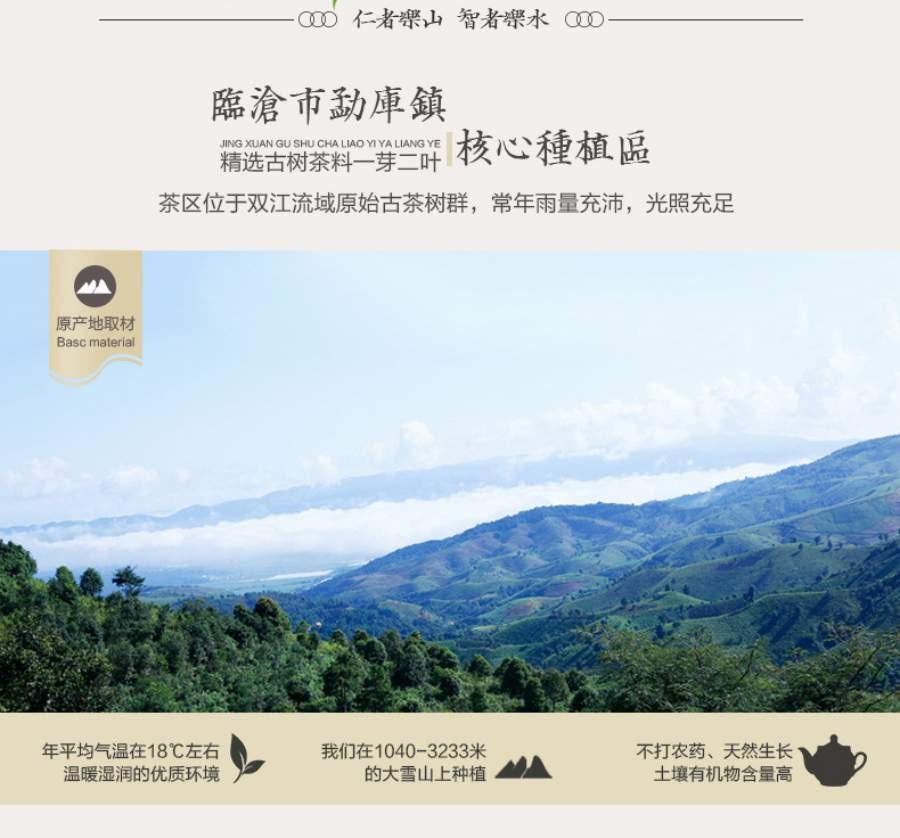 仁者樂山 智者樂水
臨滄市勐庫鎮
JING XUAN GU SHU CHA LIAO YI YA LIANG YE
精选古树茶料一芽二叶
核心種植區
茶区位于双江流域原始古茶树群，常年雨量充沛，光照充足
原产地取材
Basc material
年平均气温在18℃左右
温暖湿润的优质环境
我们在1040-3233米
的大雪山上种植
不打农药、天然生长
土壤有机物含量高